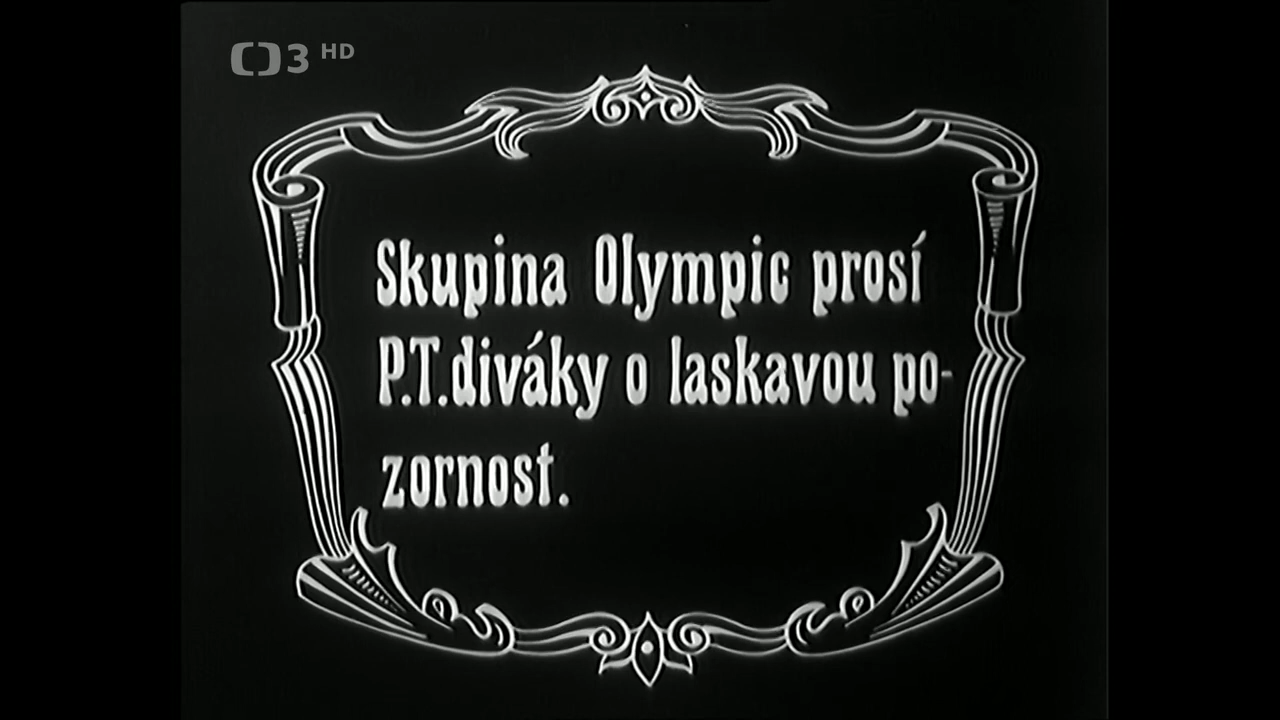 ČT3 HD
Skupina Olympic prosí
P.T.diváky o laskavou po-
zornost.